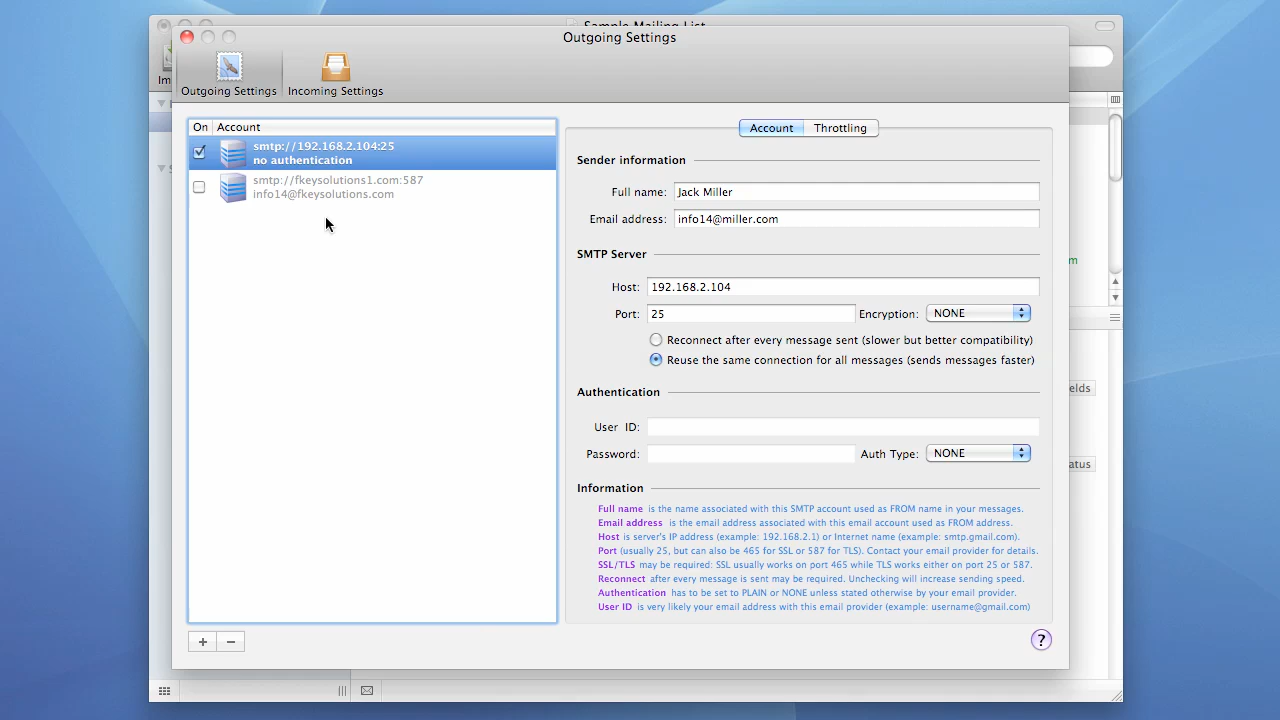 Sample Mailing List
Outgoing Settings
Im
Outgoing Settings
Incoming Settings
On
Account
smtp://192.168.2.104:25
no authentication
smtp://fkeysolutions1.com:587
info14@fkeysolutions.com
Account
Throttling
Sender information
Full name:
Jack Miller
Email address:
info14@miller.com
SMTP Server
Host:
192.168.2.104
Port:
25
Encryption:
NONE
Reconnect after every message sent (slower but better compatibility)
Reuse the same connection for all messages (sends messages faster)
Authentication
User ID:
Password:
Auth Type:
NONE
Information
Full name is the name associated with this SMTP account used as FROM name in your messages.
Email address is the email address associated with this email account used as FROM address.
Host is server's IP address (example: 192.168.2.1) or Internet name (example: smtp.gmail.com).
Port (usually 25, but can also be 465 for SSL or 587 for TLS). Contact your email provider for details.
SSL/TLS may be required: SSL usually works on port 465 while TLS works either on port 25 or 587.
Reconnect after every message is sent may be required. Unchecking will increase sending speed.
Authentication has to be set to PLAIN or NONE unless stated otherwise by your email provider.
User ID is very likely your email address with this email provider (example: username@gmail.com)
+
−
?
m
elds
atus